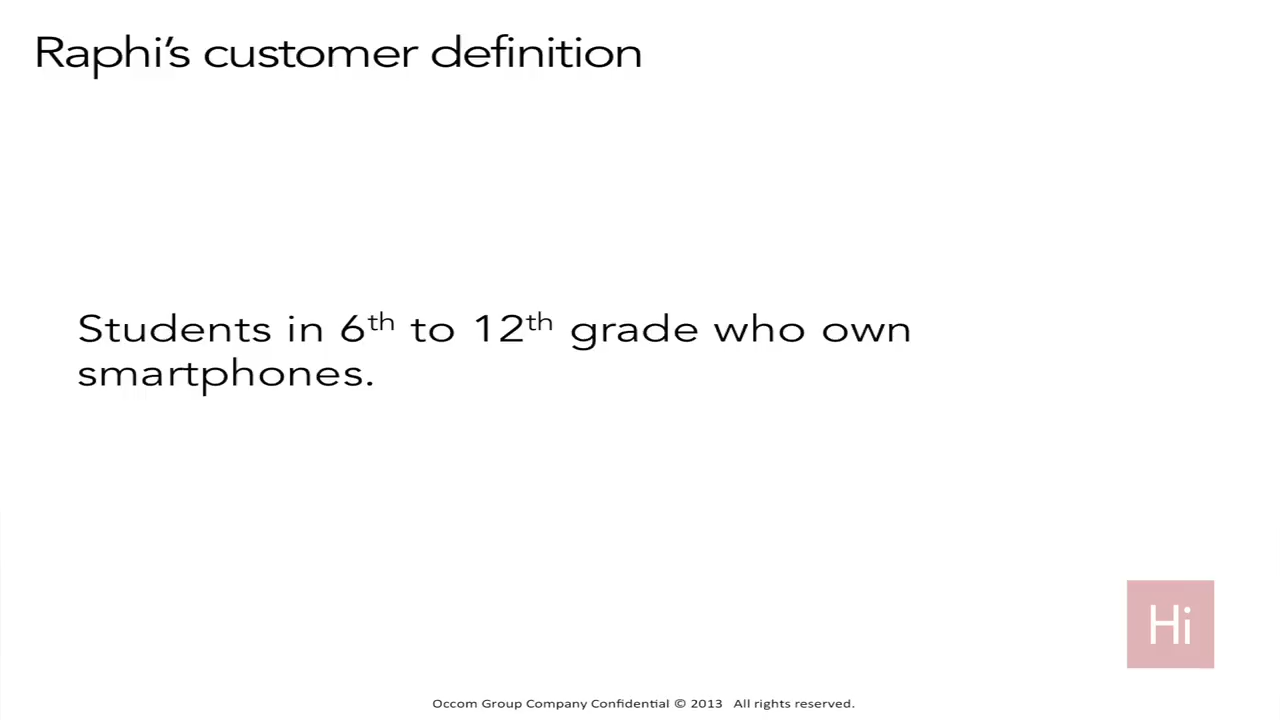 Raphi’s customer definition
Students in 6th to 12th grade who own
smartphones.
Hi
Occom Group Company Confidential © 2013 All rights reserved.